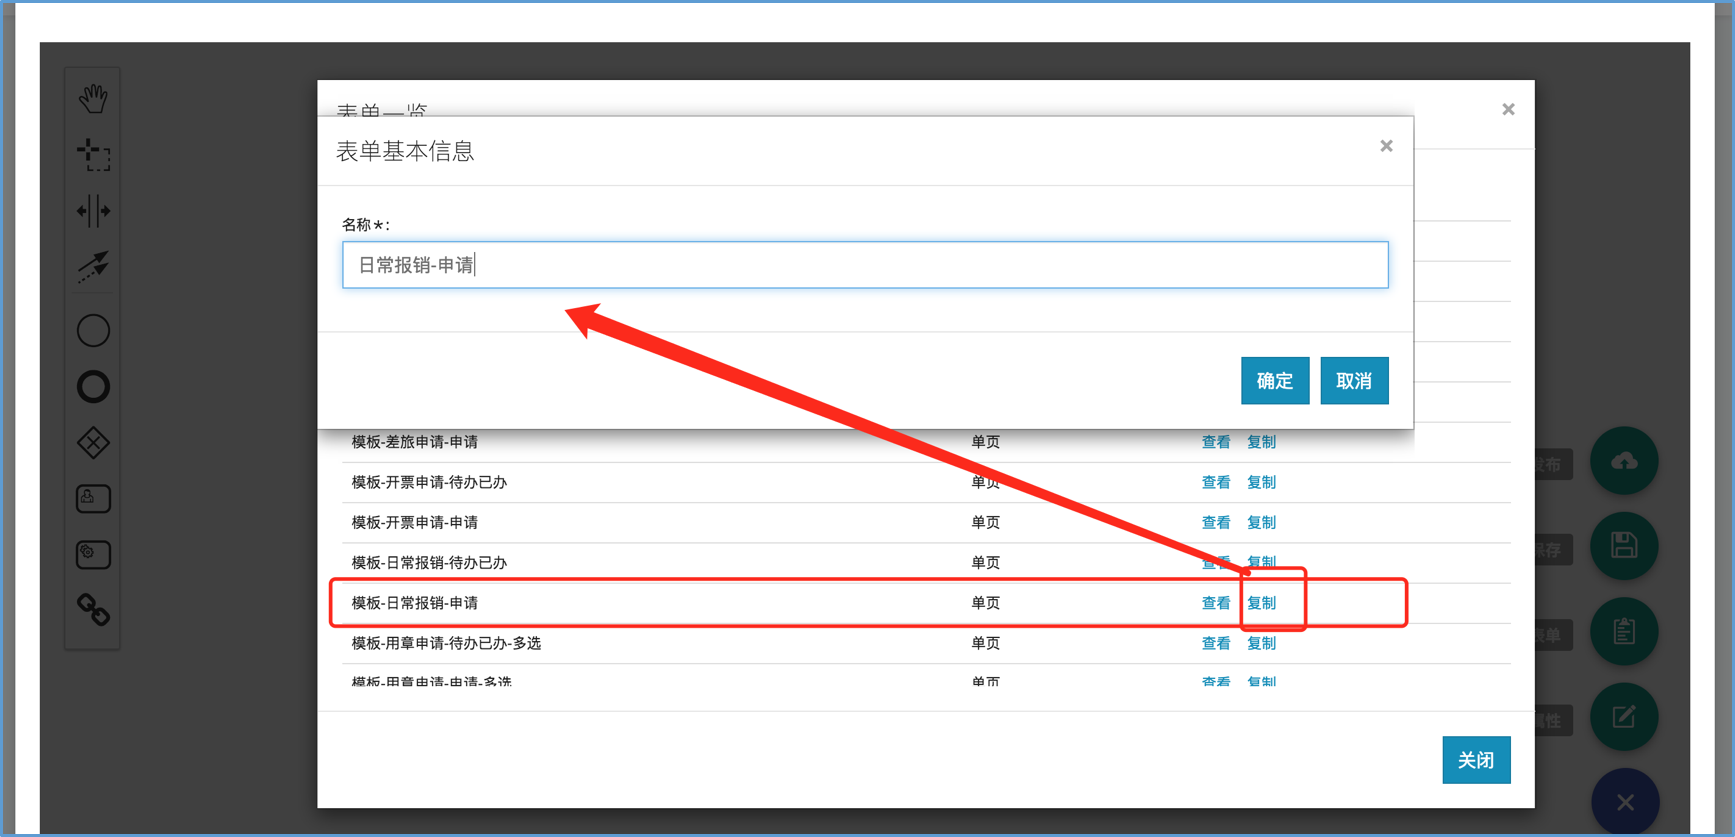 表单一览
×
表单基本信息
×
名称*:
日常报销-申请
确定 取消
模板-差旅申请-申请 单页 查看 复制
模板-开票申请-待办已办 单页 查看 复制
模板-开票申请-申请 单页 查看 复制
模板-日常报销-待办已办 单页 查看 复制
模板-日常报销-申请 单页 查看 复制
模板-用章申请-待办已办-多选 单页 查看 复制
模板-用章申请-申请-多选 单页 查看 复制
关闭
发布
保存
表单
属性